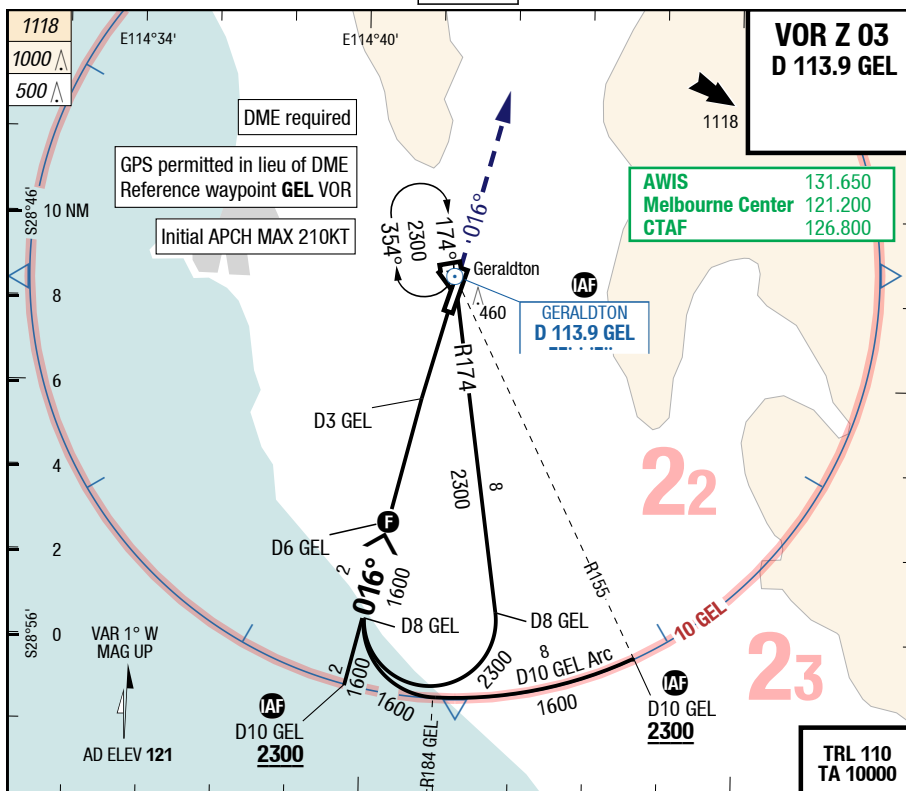 1118
1000
500
E114°34'
E114°40'
VOR Z 03
D 113.9 GEL
1118
DME required
GPS permitted in lieu of DME
Reference waypoint GEL VOR
Initial APCH MAX 210KT
AWIS 131.650
Melbourne Center 121.200
CTAF 126.800
S28°46'
10 NM
8
6
4
2
0
S28°56'
174°
2300
354°
016°
Geraldton
460
IAF
GERALDTON
D 113.9 GEL
R174
D3 GEL
2300
8
22
D6 GEL
F
2
016°
1600
R155
D8 GEL
D8 GEL
10 GEL
2300
8
D10 GEL Arc
1600
23
2
1600
1600
R184 GEL
IAF
D10 GEL
2300
IAF
D10 GEL
2300
VAR 1° W
MAG UP
AD ELEV 121
TRL 110
TA 10000